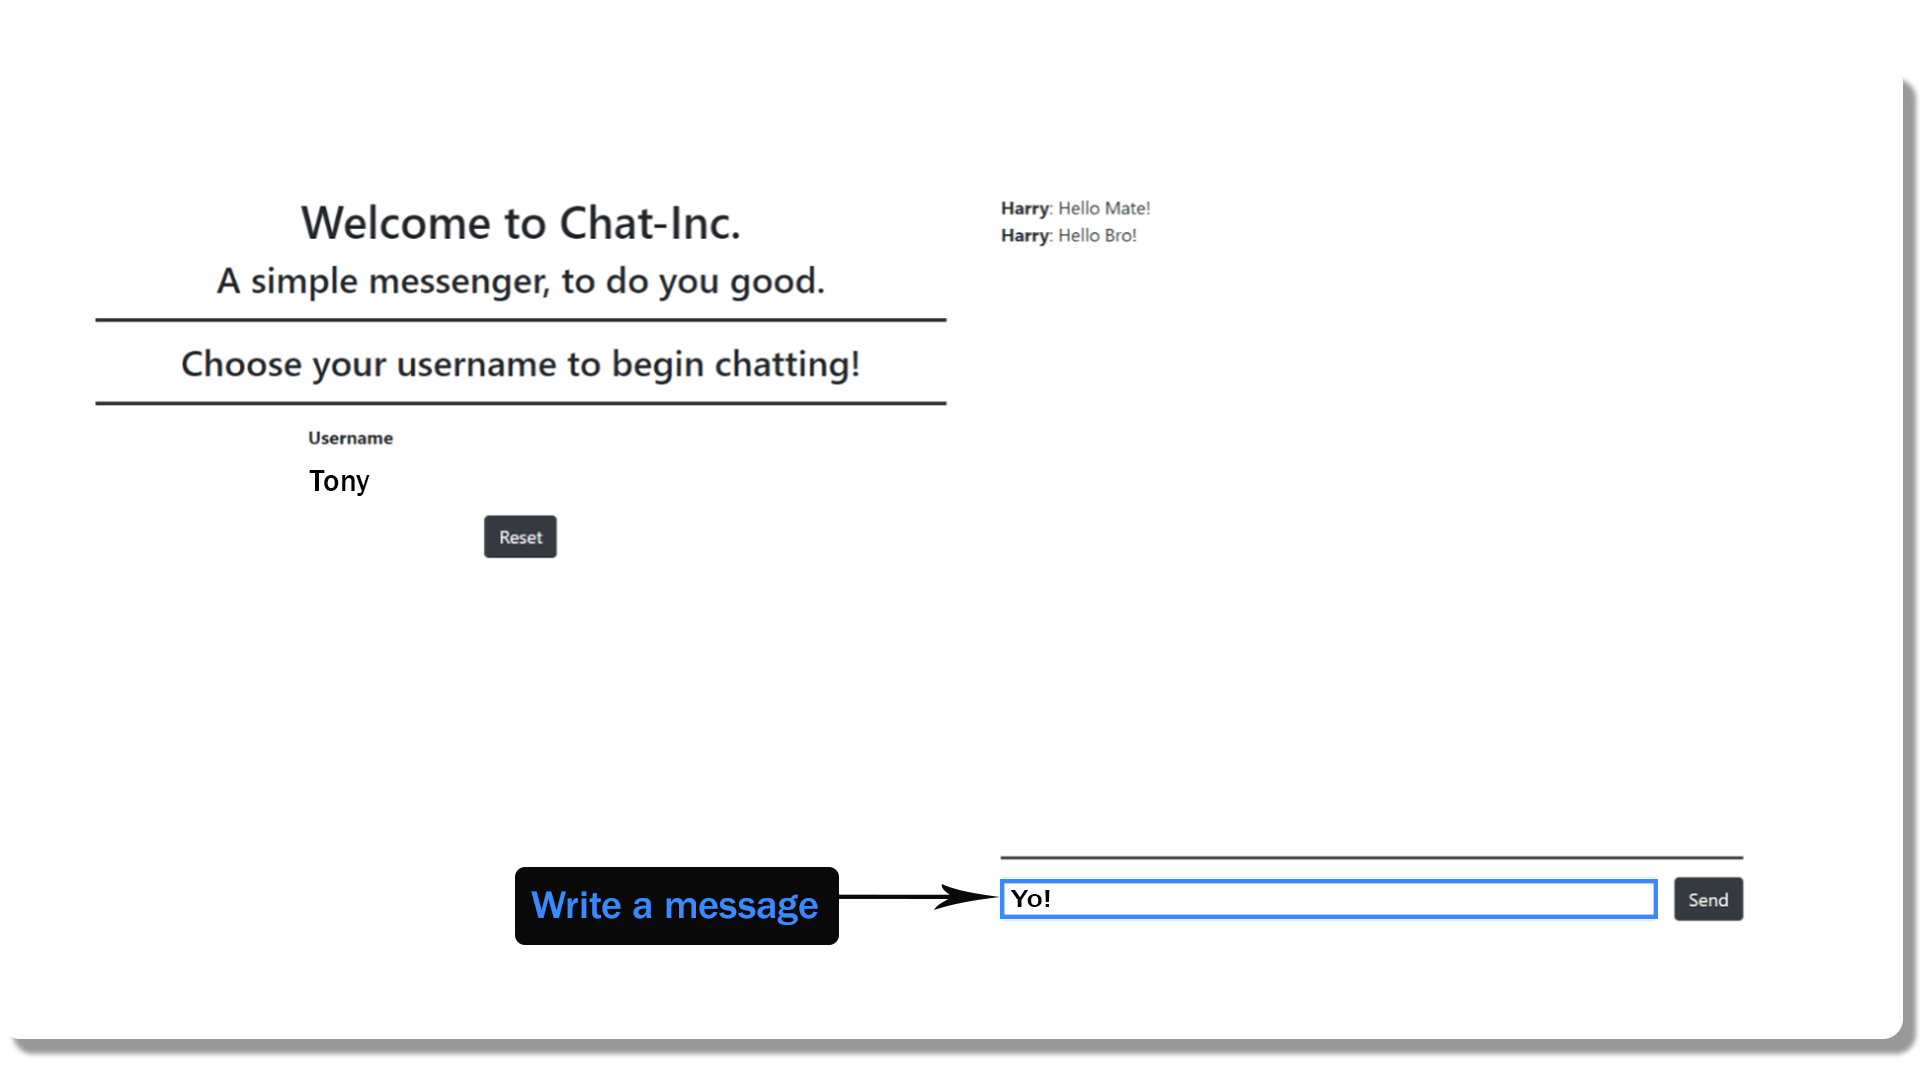 Welcome to Chat-Inc.
A simple messenger, to do you good.
Choose your username to begin chatting!
Username
Tony
Reset
Harry: Hello Mate!
Harry: Hello Bro!
Write a message
Yo!
Send